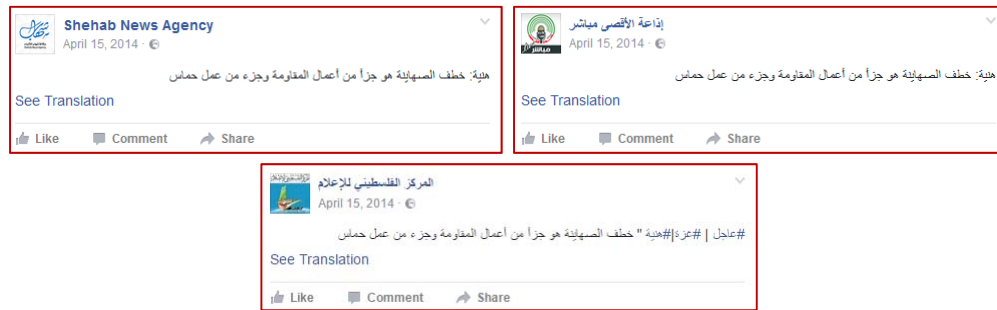 Shehab News Agency
April 15, 2014
هنية: خطف الصهاينة هو جزأ من أعمال المقاومة وجزء من عمل حماس
See Translation
Like Comment Share
إذاعة الأقصى مباشر
April 15, 2014
هنية: خطف الصهاينة هو جزأ من أعمال المقاومة وجزء من عمل حماس
See Translation
Like Comment Share
المركز الفلسطيني للإعلام
April 15, 2014
#عاجل | #غزة|#هنية " خطف الصهاينة هو جزأ من أعمال المقاومة وجزء من عمل حماس
See Translation
Like Comment Share